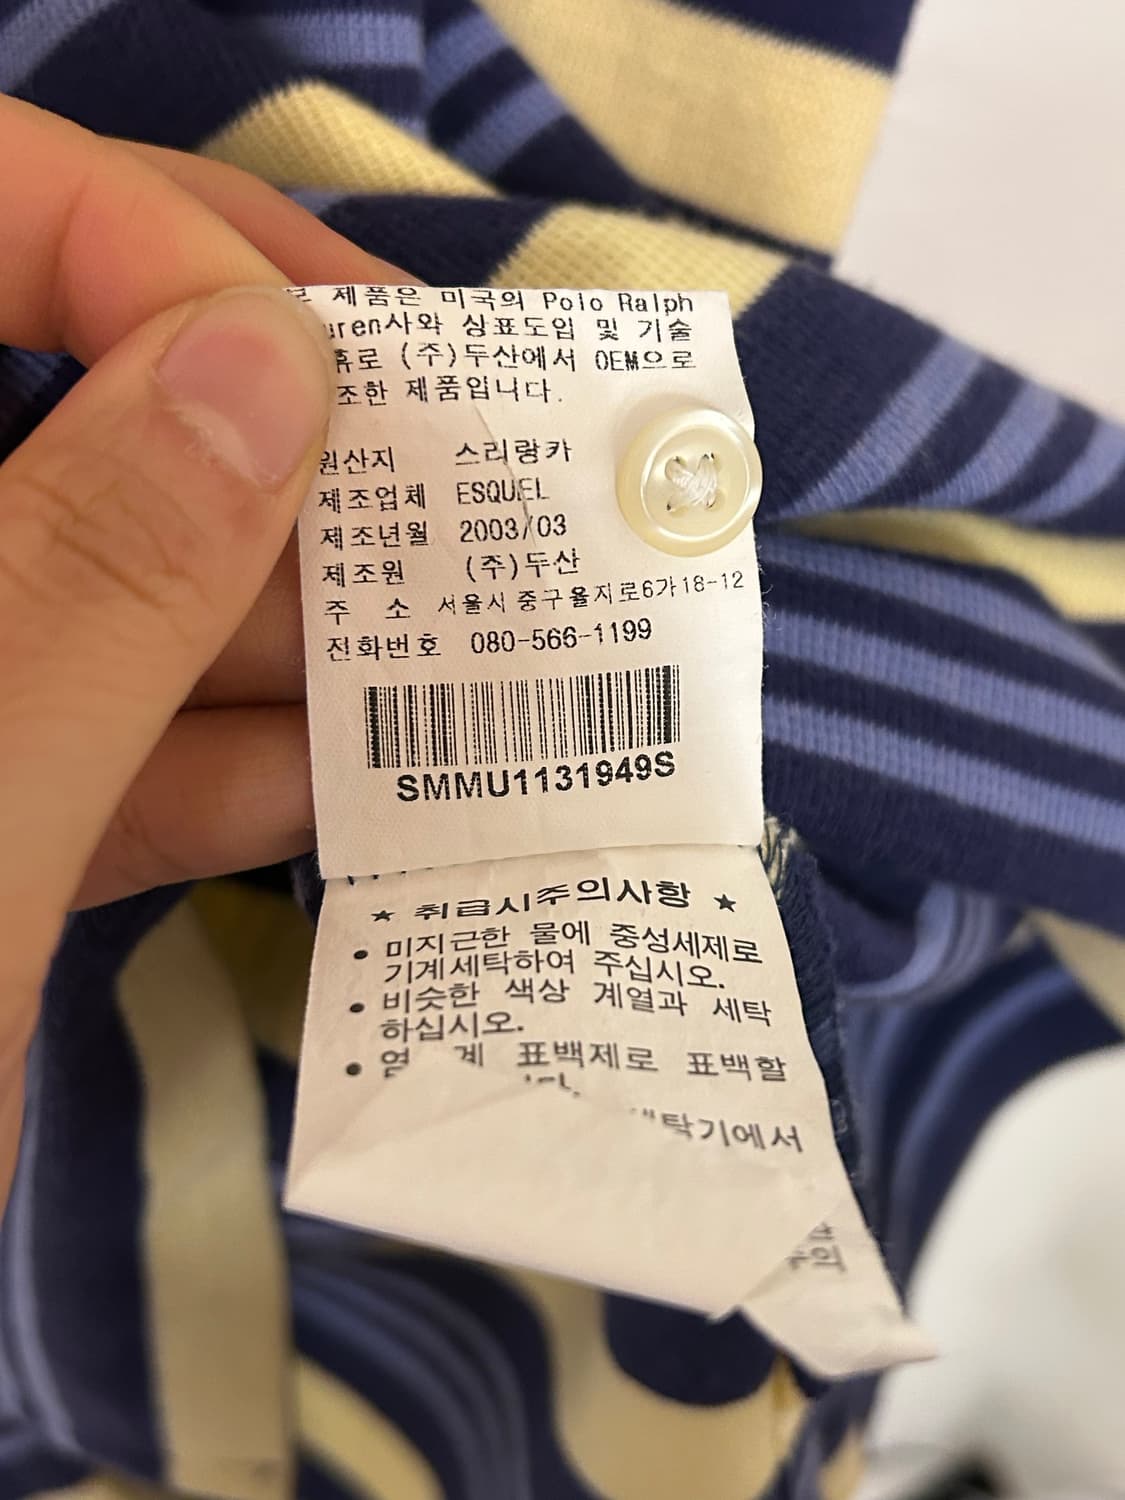 본 제품은 미국의 Polo Ralph
uren사와 상표도입 및 기술
휴로 (주)두산에서 OEM으로
조한 제품입니다.
원산지 스리랑카
제조업체 ESQUEL
제조년월 2003/03
제조원 (주)두산
주 소 서울시 중구 을지로6가 18-12
전화번호 080-566-1199
SMMU1131949S
★ 취급시주의사항 ★
• 미지근한 물에 중성세제로
기계세탁하여 주십시오.
• 비슷한 색상 계열과 세탁
하십시오.
• 염 계 표백제로 표백할
탁기에서